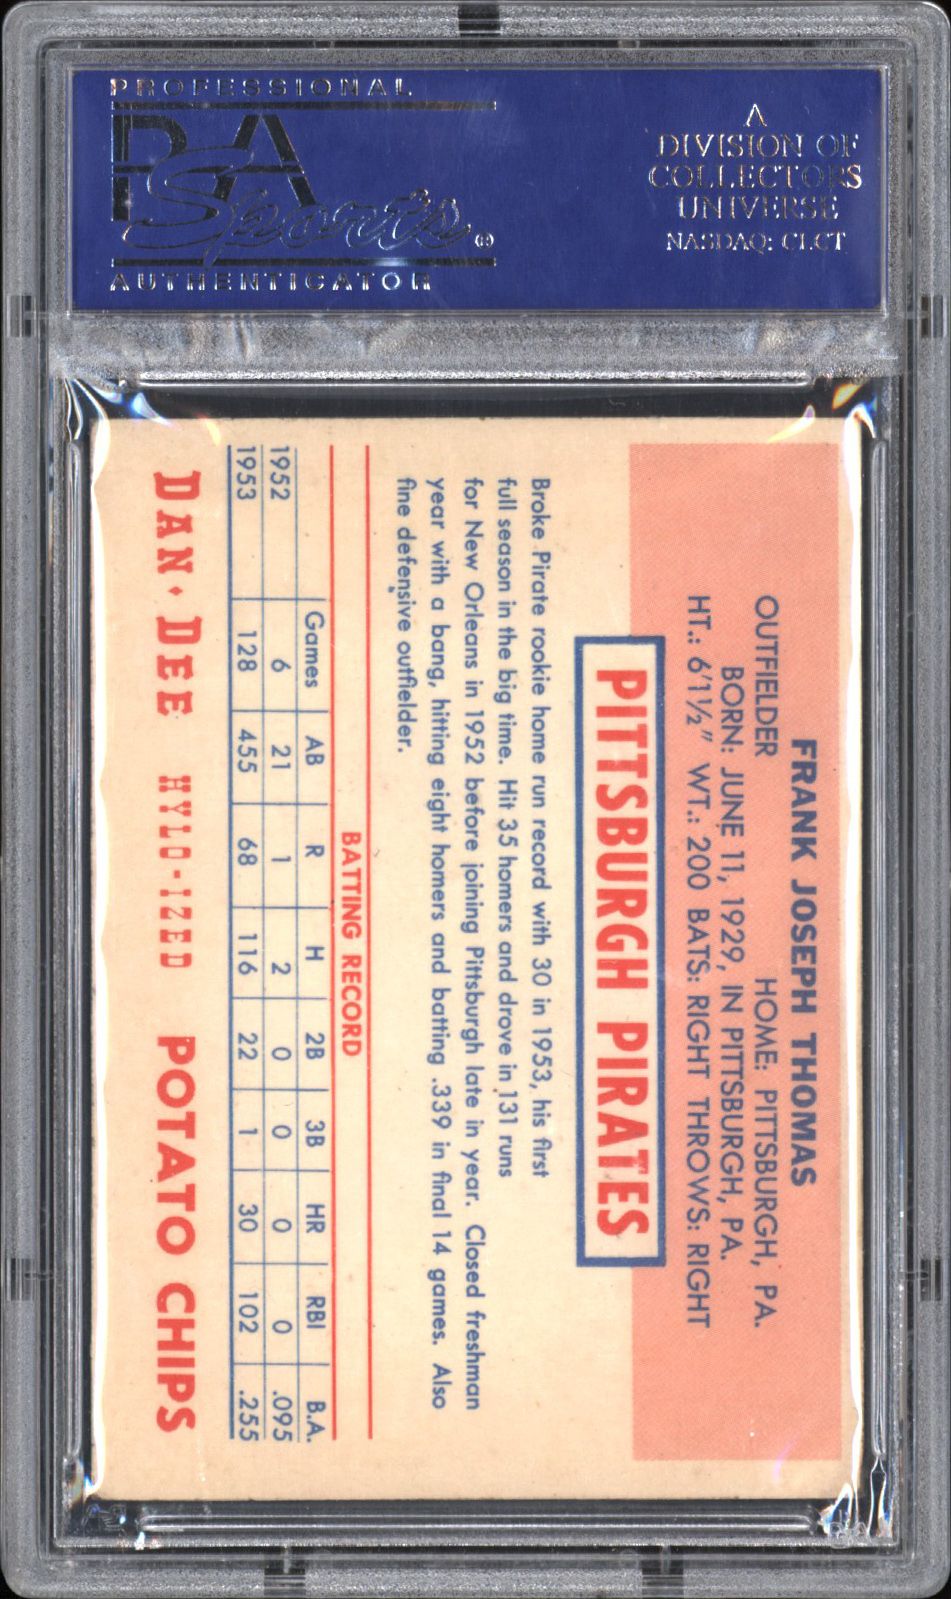 PROFESSIONAL
PSA
Sports®
AUTHENTICATOR
A
DIVISION OF
COLLECTORS
UNIVERSE
NASDAQ: CLCT
FRANK JOSEPH THOMAS
OUTFIELDER HOME: PITTSBURGH, PA.
BORN: JUNE 11, 1929, IN PITTSBURGH, PA.
HT.: 6'1½" WT.: 200 BATS: RIGHT THROWS: RIGHT
PITTSBURGH PIRATES
Broke Pirate rookie home run record with 30 in 1953, his first
full season in the big time. Hit 35 homers and drove in 131 runs
for New Orleans in 1952 before joining Pittsburgh late in year. Closed freshman
year with a bang, hitting eight homers and batting .339 in final 14 games. Also
fine defensive outfielder.
BATTING RECORD
Games AB R H 2B 3B HR RBI B.A.
1952 6 21 1 2 0 0 0 0 .095
1953 128 455 68 116 22 1 30 102 .255
DAN·DEE HYLO-IZED POTATO CHIPS